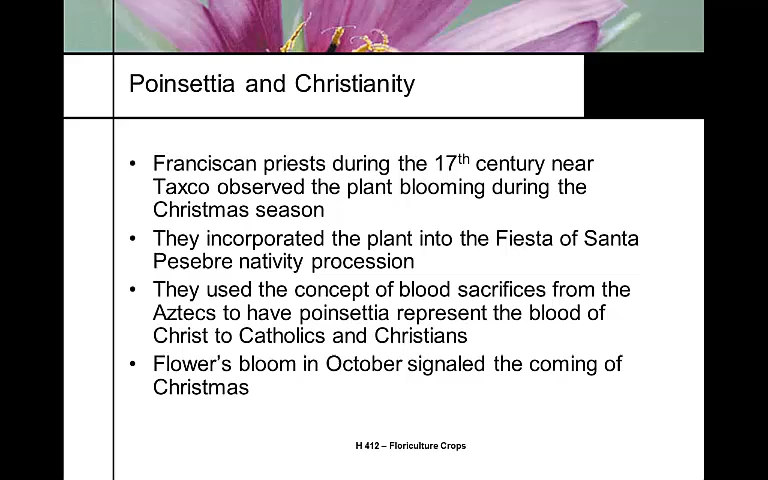 Poinsettia and Christianity
• Franciscan priests during the 17th century near
Taxco observed the plant blooming during the
Christmas season
• They incorporated the plant into the Fiesta of Santa
Pesebre nativity procession
• They used the concept of blood sacrifices from the
Aztecs to have poinsettia represent the blood of
Christ to Catholics and Christians
• Flower's bloom in October signaled the coming of
Christmas
H 412 – Floriculture Crops